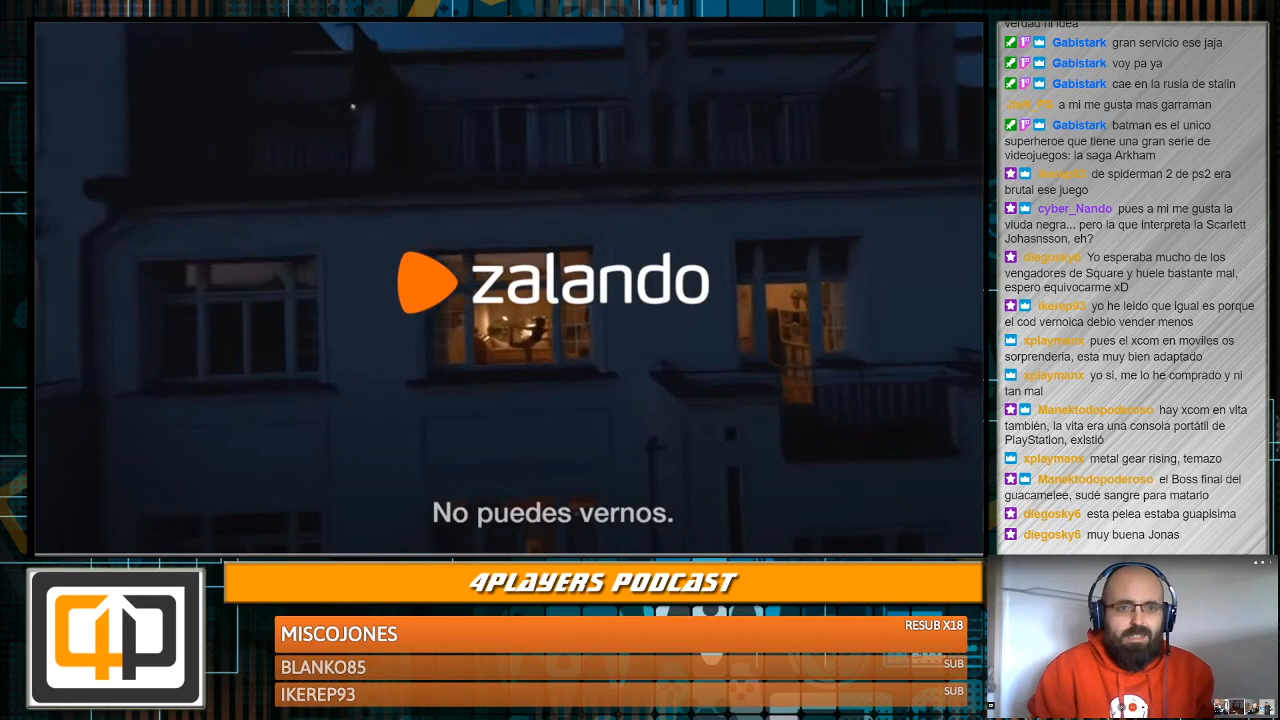 zalando
No puedes vernos.
verdad ni idea
Gabistark gran servicio ese jaja
Gabistark voy pa ya
Gabistark cae en la rusia de stalin
a mi me gusta mas garraman
Gabistark batman es el unico
superheroe que tiene una gran serie de
videojuegos: la saga Arkham
de spiderman 2 de ps2 era
brutal ese juego
cyber_Nando pues a mi me gusta la
viuda negra... pero la que interpreta la Scarlett
Johasnsson, eh?
diegosky6 Yo esperaba mucho de los
vengadores de Square y huele bastante mal,
espero equivocarme xD
ikerep93 yo he leido que igual es porque
el cod vernoica debio vender menos
xplaymanx pues el xcom en moviles os
sorprenderia, esta muy bien adaptado
xplaymanx yo si, me lo he comprado y ni
tan mal
Manektodopoderoso hay xcom en vita
también, la vita era una consola portátil de
PlayStation, existió
xplaymanx metal gear rising, temazo
Manektodopoderoso el Boss final del
guacamelee, sudé sangre para matarlo
diegosky6 esta pelea estaba guapisima
diegosky6 muy buena Jonas
4PLAYERS PODCAST
4P
MISCOJONES RESUB X18
BLANKO85 SUB
IKEREP93 SUB